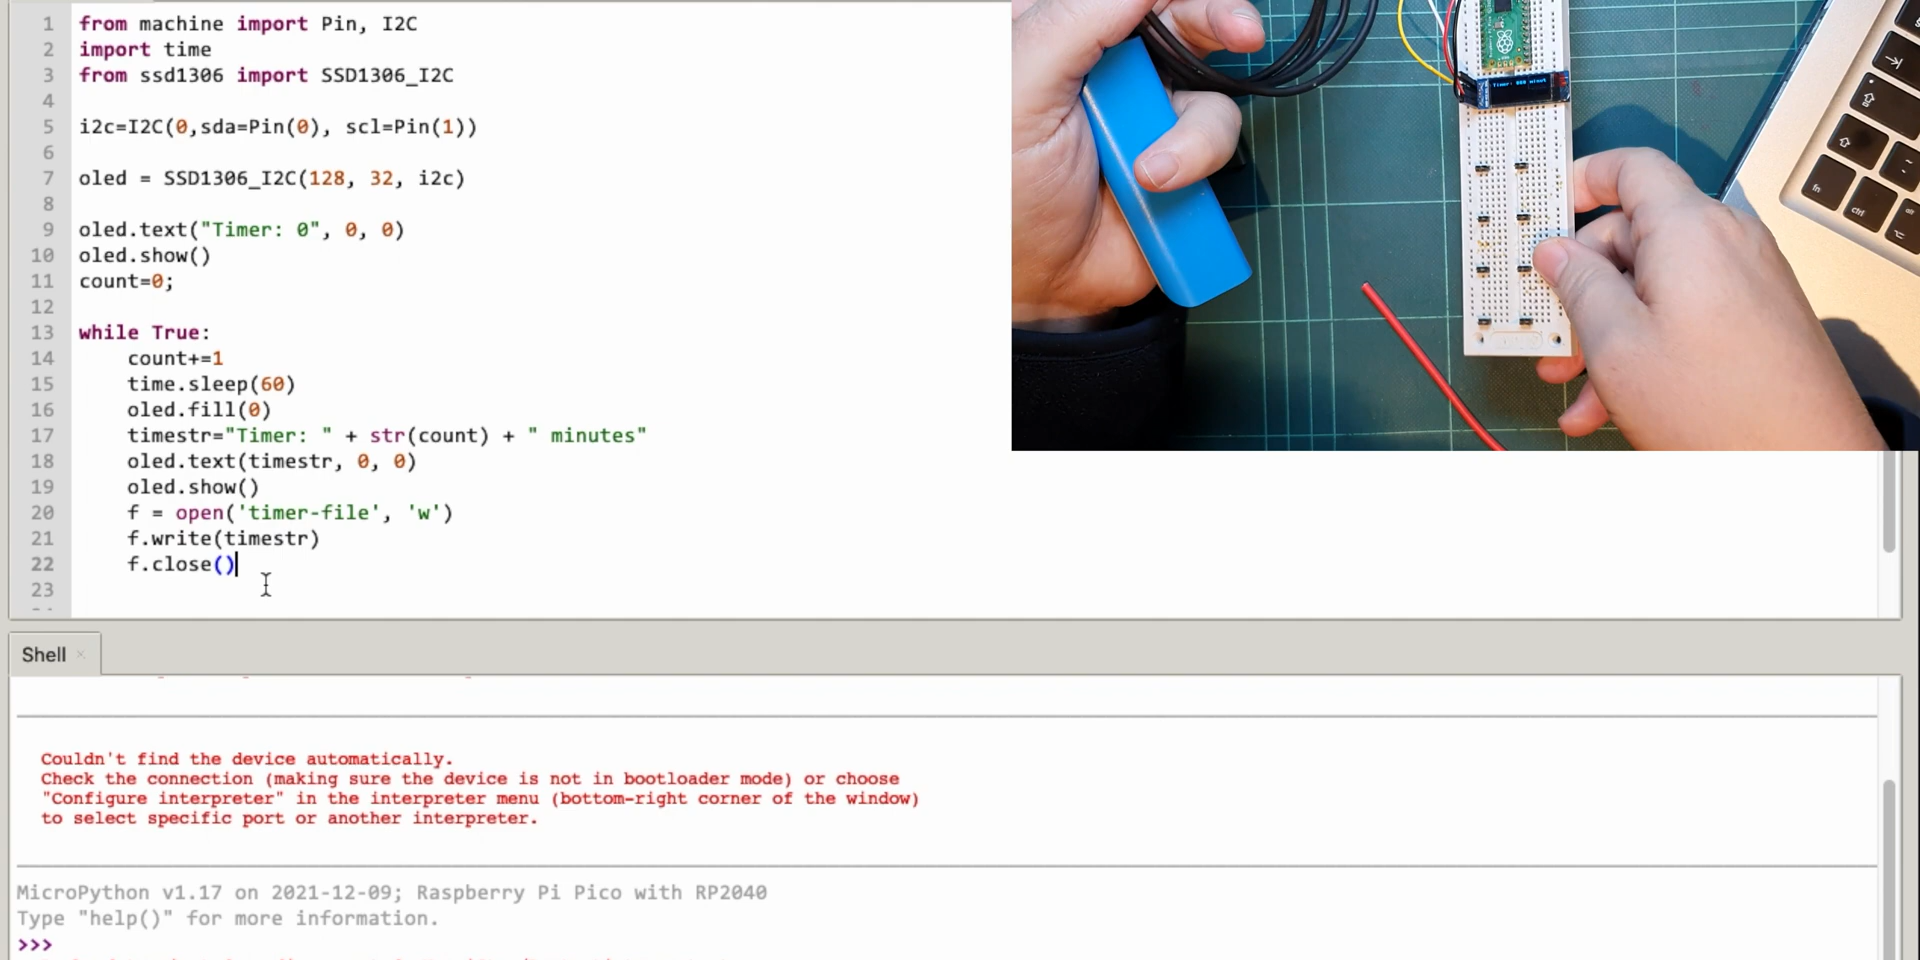 1 from machine import Pin, I2C
2 import time
3 from ssd1306 import SSD1306_I2C
4
5 i2c=I2C(0,sda=Pin(0), scl=Pin(1))
6
7 oled = SSD1306_I2C(128, 32, i2c)
8
9 oled.text("Timer: 0", 0, 0)
10 oled.show()
11 count=0;
12
13 while True:
14 count+=1
15 time.sleep(60)
16 oled.fill(0)
17 timestr="Timer: " + str(count) + " minutes"
18 oled.text(timestr, 0, 0)
19 oled.show()
20 f = open('timer-file', 'w')
21 f.write(timestr)
22 f.close()
23
Shell ×
Couldn't find the device automatically.
Check the connection (making sure the device is not in bootloader mode) or choose
"Configure interpreter" in the interpreter menu (bottom-right corner of the window)
to select specific port or another interpreter.
MicroPython v1.17 on 2021-12-09; Raspberry Pi Pico with RP2040
Type "help()" for more information.
>>>
Timer:
fn
ctrl